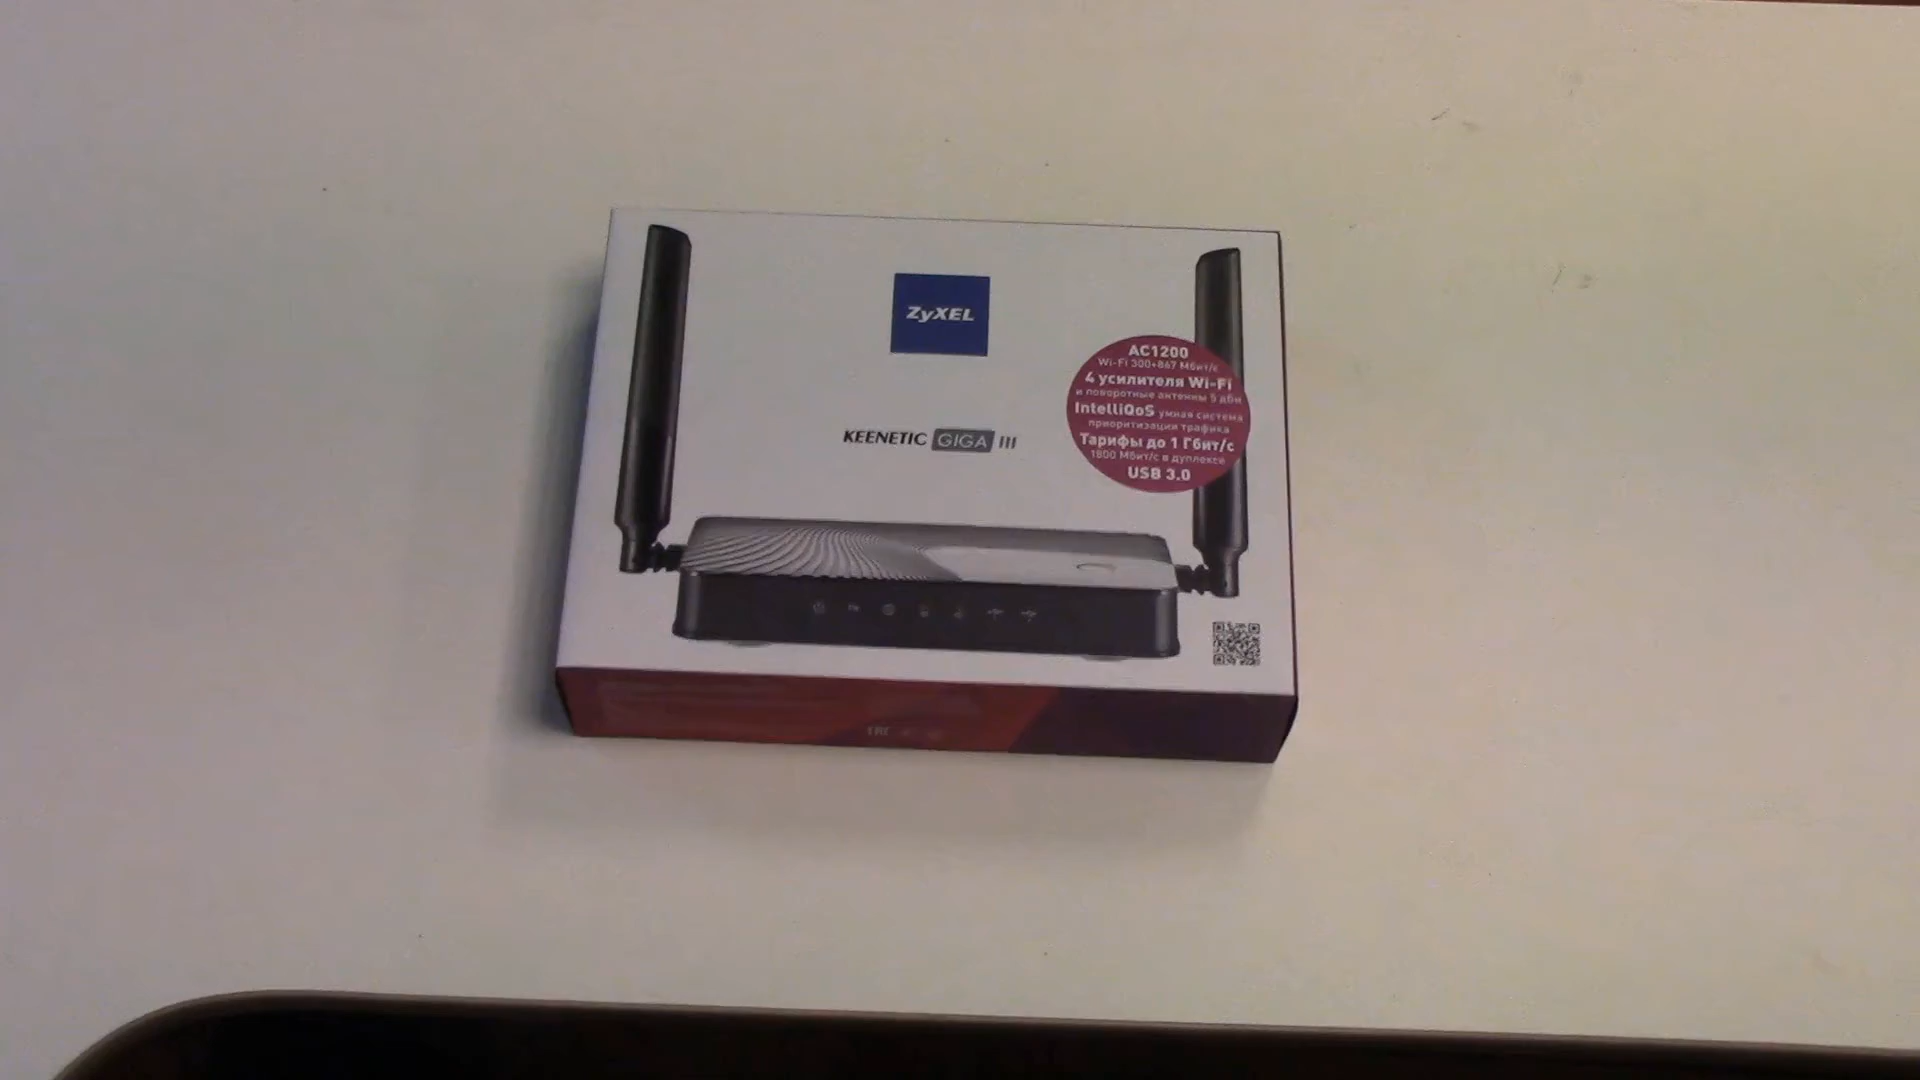 ZyXEL
AC1200
Wi-Fi 300+867 Мбит/с
4 усилителя Wi-Fi
и поворотные антенны 5 дБи
IntelliQoS умная система
приоритизации трафика
Тарифы до 1 Гбит/с
1800 Мбит/с в дуплексе
USB 3.0
KEENETIC GIGA III